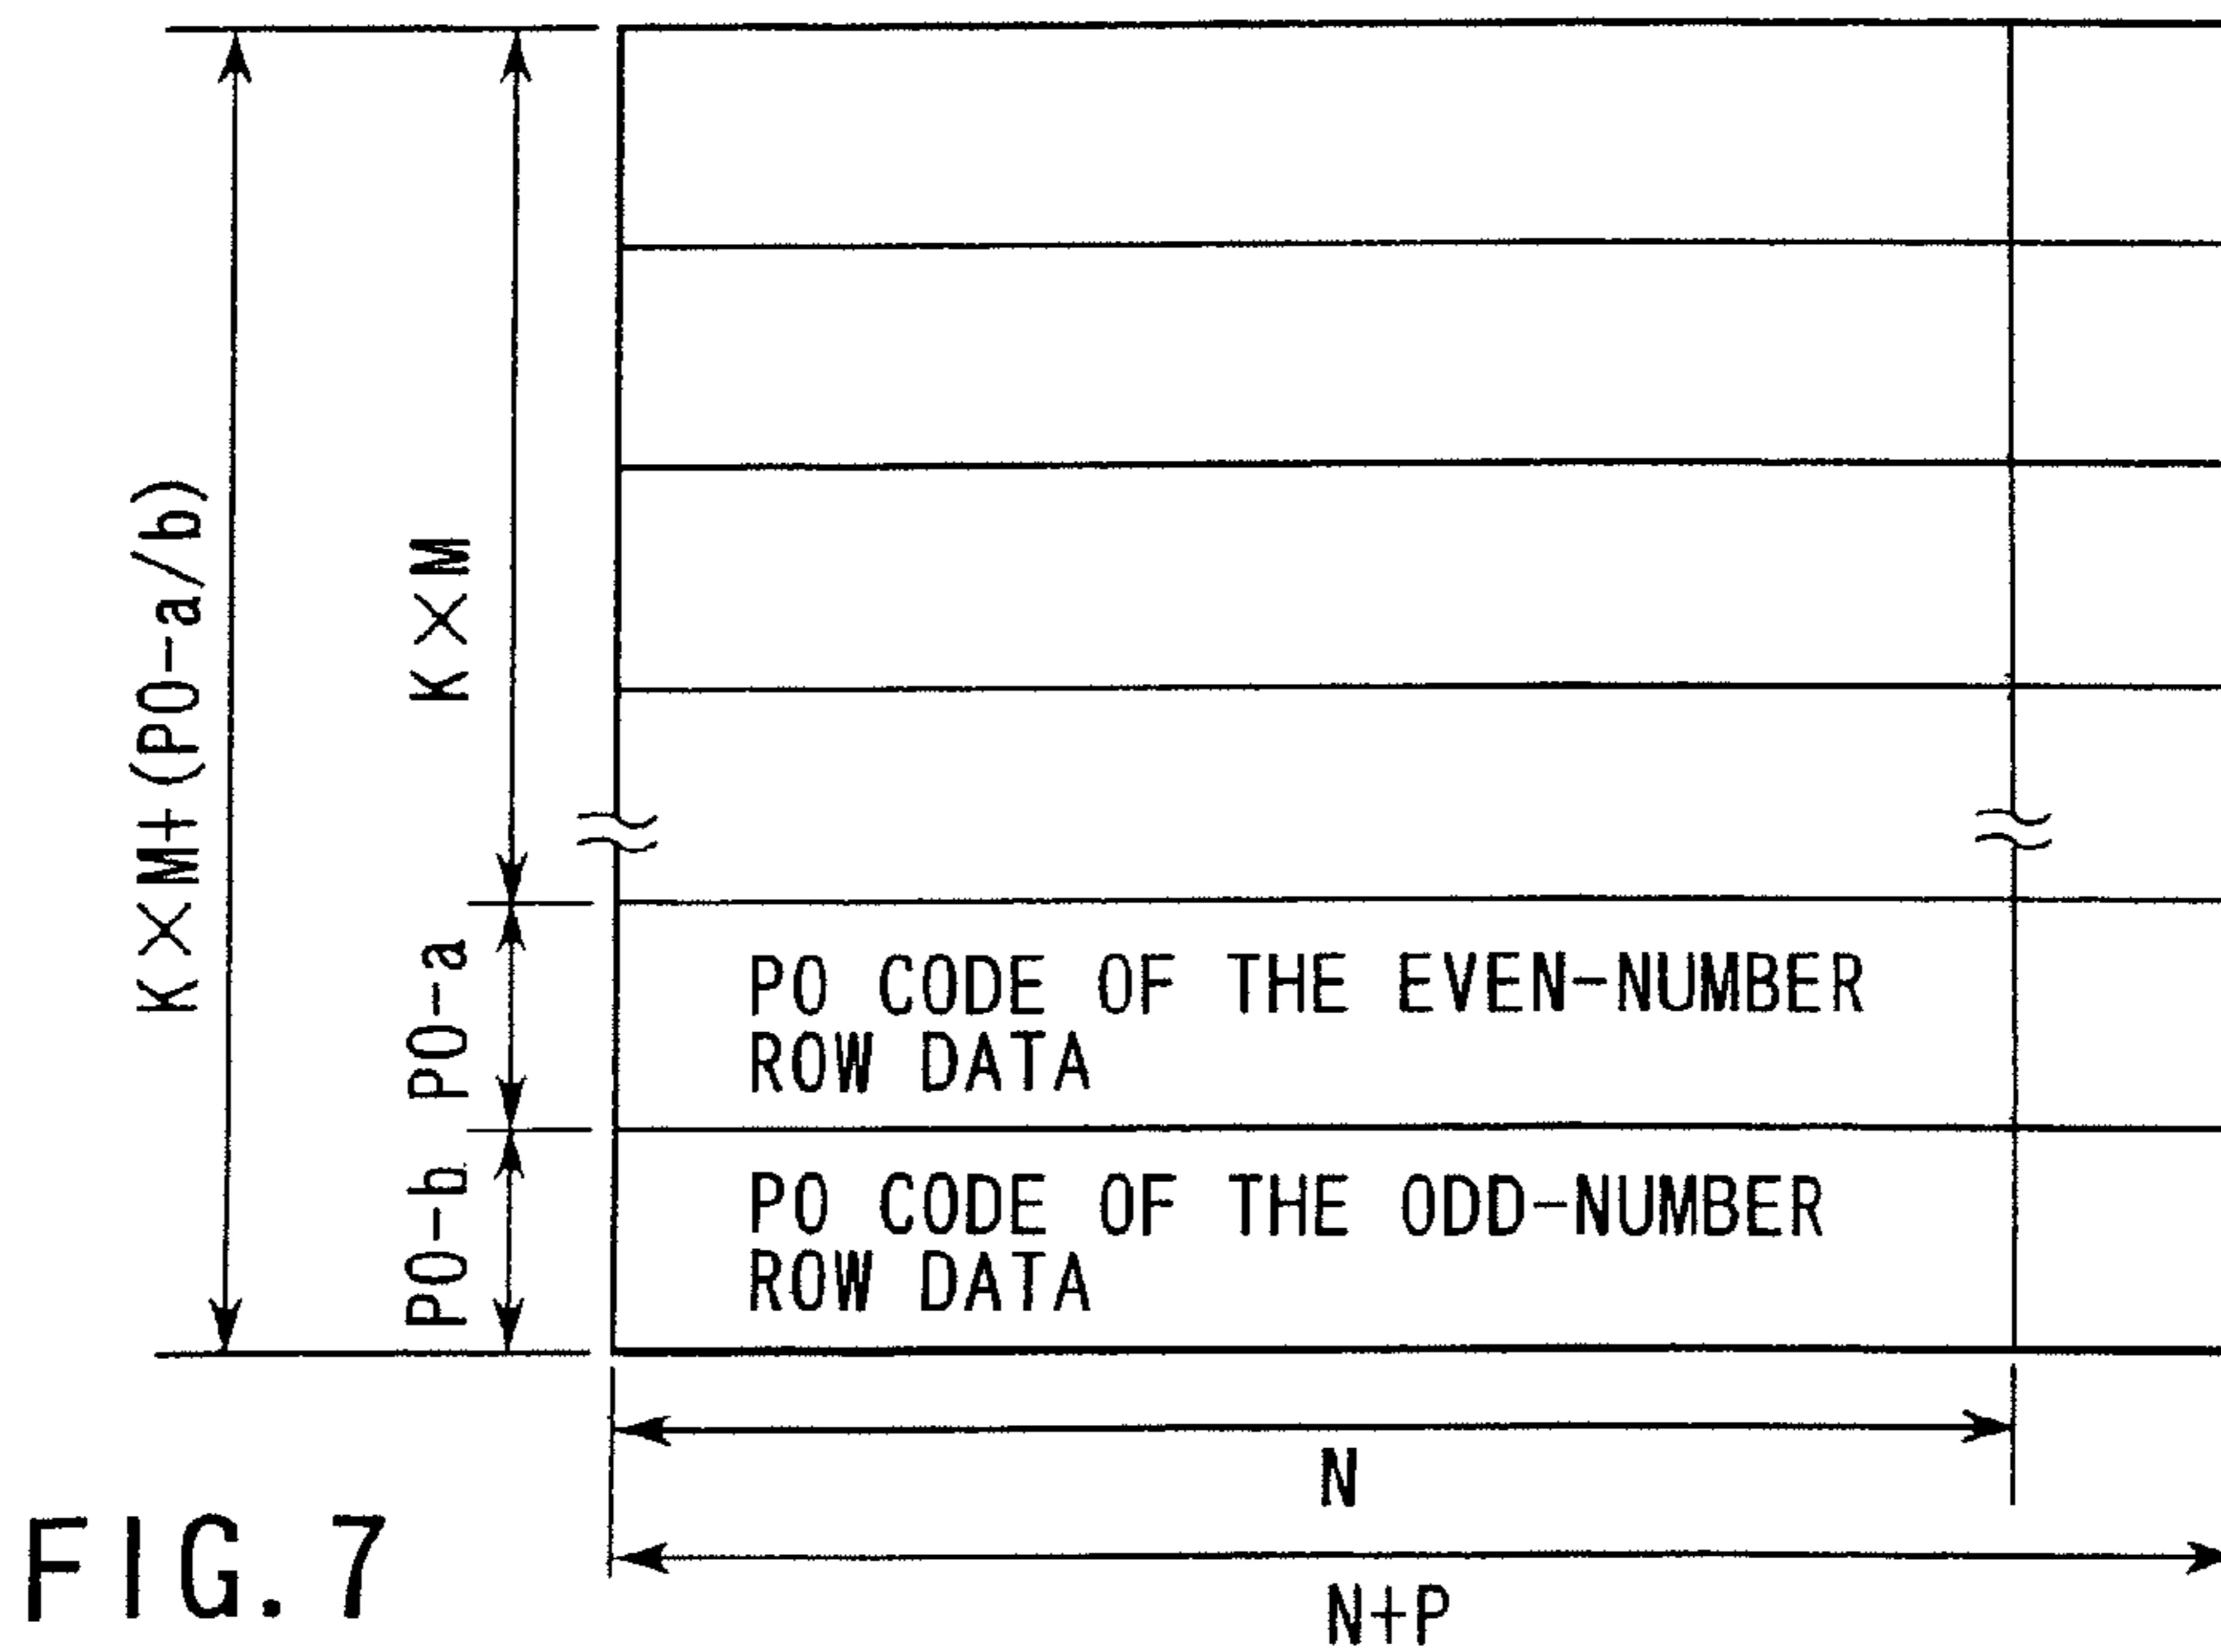 K×M+(PO-a/b)
K×M
PO-a
PO-b
PO CODE OF THE EVEN-NUMBER
ROW DATA
PO CODE OF THE ODD-NUMBER
ROW DATA
N
N+P
FIG. 7